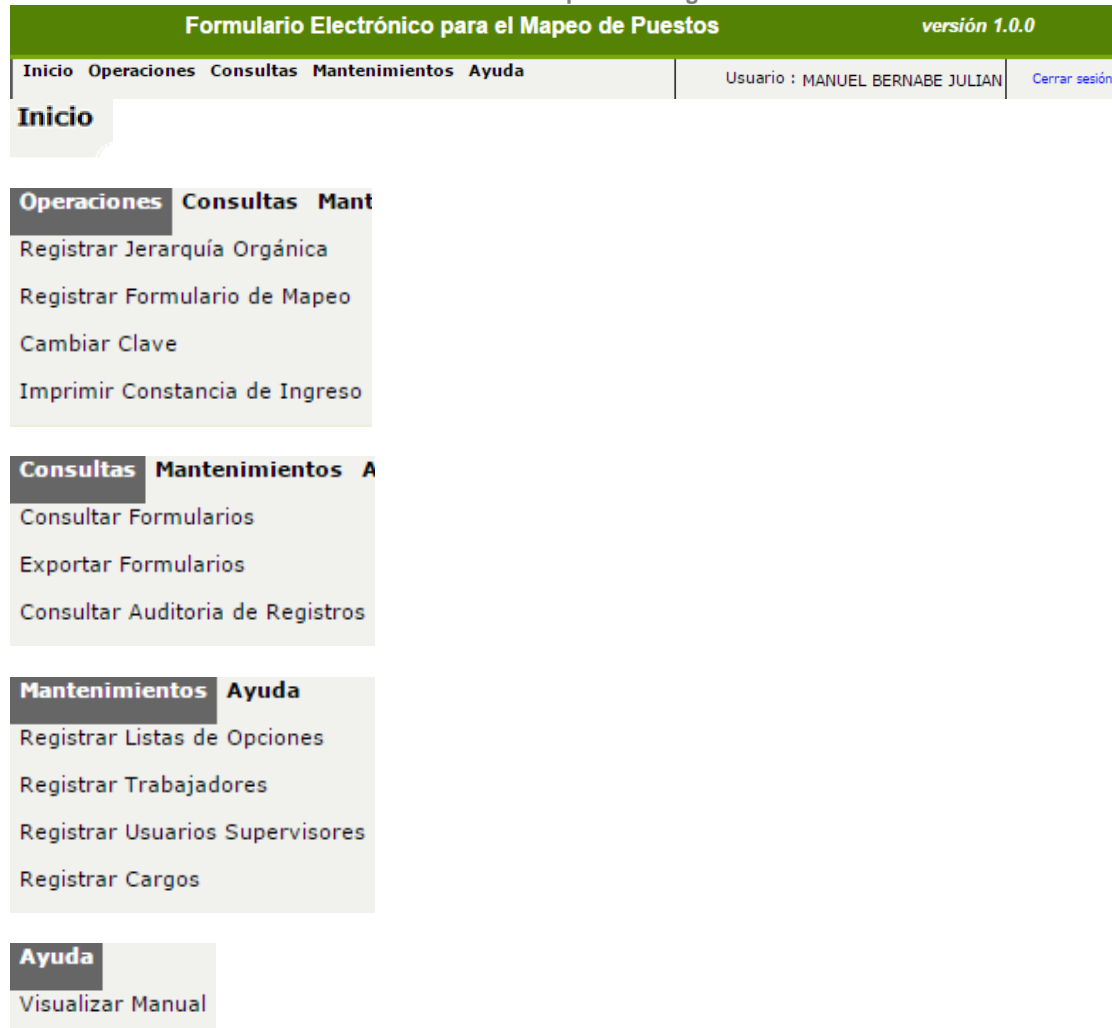 Formulario Electrónico para el Mapeo de Puestos versión 1.0.0
Inicio Operaciones Consultas Mantenimientos Ayuda Usuario : MANUEL BERNABE JULIAN Cerrar sesión
Inicio
Operaciones Consultas Mant
Registrar Jerarquía Orgánica
Registrar Formulario de Mapeo
Cambiar Clave
Imprimir Constancia de Ingreso
Consultas Mantenimientos A
Consultar Formularios
Exportar Formularios
Consultar Auditoria de Registros
Mantenimientos Ayuda
Registrar Listas de Opciones
Registrar Trabajadores
Registrar Usuarios Supervisores
Registrar Cargos
Ayuda
Visualizar Manual